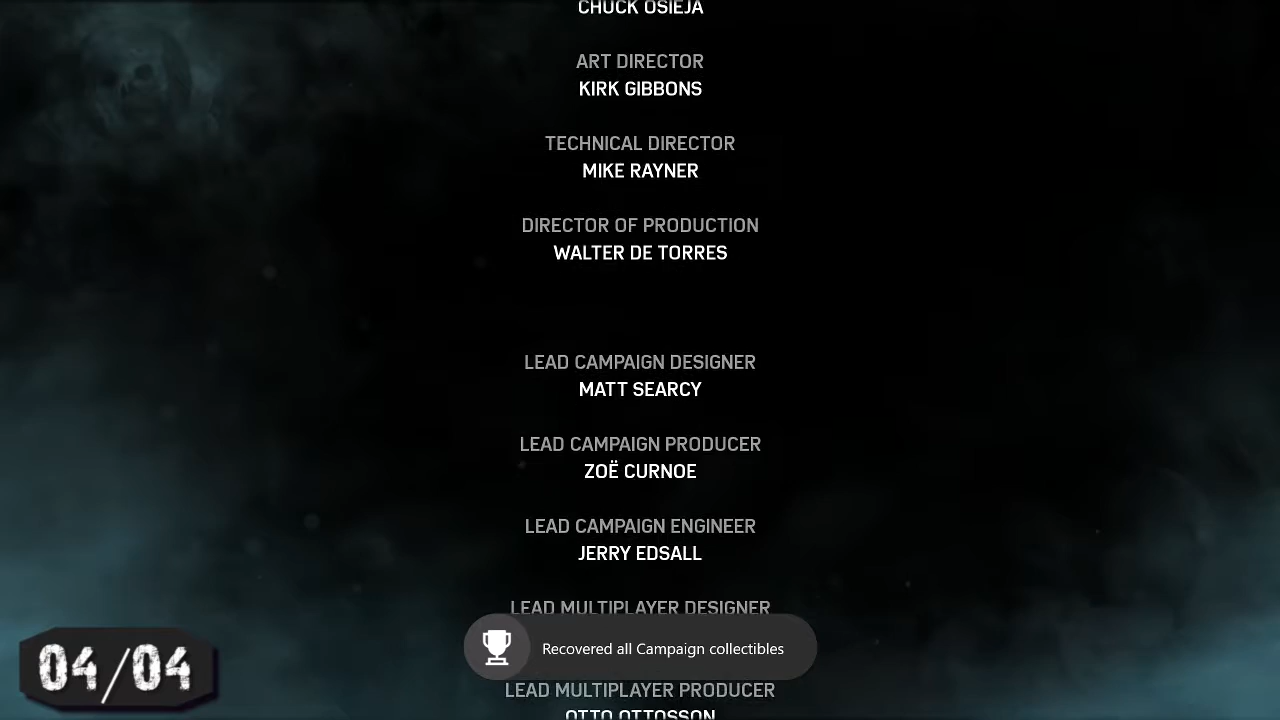 CHUCK OSIEJA
ART DIRECTOR
KIRK GIBBONS
TECHNICAL DIRECTOR
MIKE RAYNER
DIRECTOR OF PRODUCTION
WALTER DE TORRES
LEAD CAMPAIGN DESIGNER
MATT SEARCY
LEAD CAMPAIGN PRODUCER
ZOË CURNOE
LEAD CAMPAIGN ENGINEER
JERRY EDSALL
LEAD MULTIPLAYER DESIGNER
Recovered all Campaign collectibles
04/04
LEAD MULTIPLAYER PRODUCER
OTTO OTTOSSON